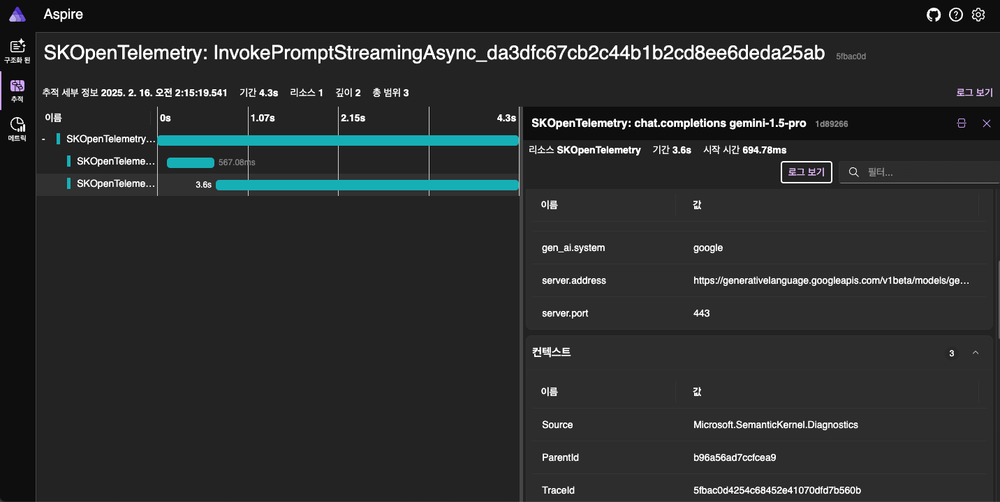 Aspire
구조화 된
추적
메트릭
SKOpenTelemetry: InvokePromptStreamingAsync_da3dfc67cb2c44b1b2cd8ee6deda25ab 5fbac0d
추적 세부 정보 2025. 2. 16. 오전 2:15:19.541 기간 4.3s 리소스 1 깊이 2 총 범위 3 로그 보기
이름 0s 1.07s 2.15s 4.3s
- SKOpenTelemetry...
SKOpenTeleme... 567.08ms
SKOpenTeleme... 3.6s
SKOpenTelemetry: chat.completions gemini-1.5-pro 1d89266
리소스 SKOpenTelemetry 기간 3.6s 시작 시간 694.78ms
로그 보기 필터...
이름 값
gen_ai.system google
server.address https://generativelanguage.googleapis.com/v1beta/models/ge...
server.port 443
컨텍스트 3
이름 값
Source Microsoft.SemanticKernel.Diagnostics
ParentId b96a56ad7ccfcea9
TraceId 5fbac0d4254c68452e41070dfd7b560b